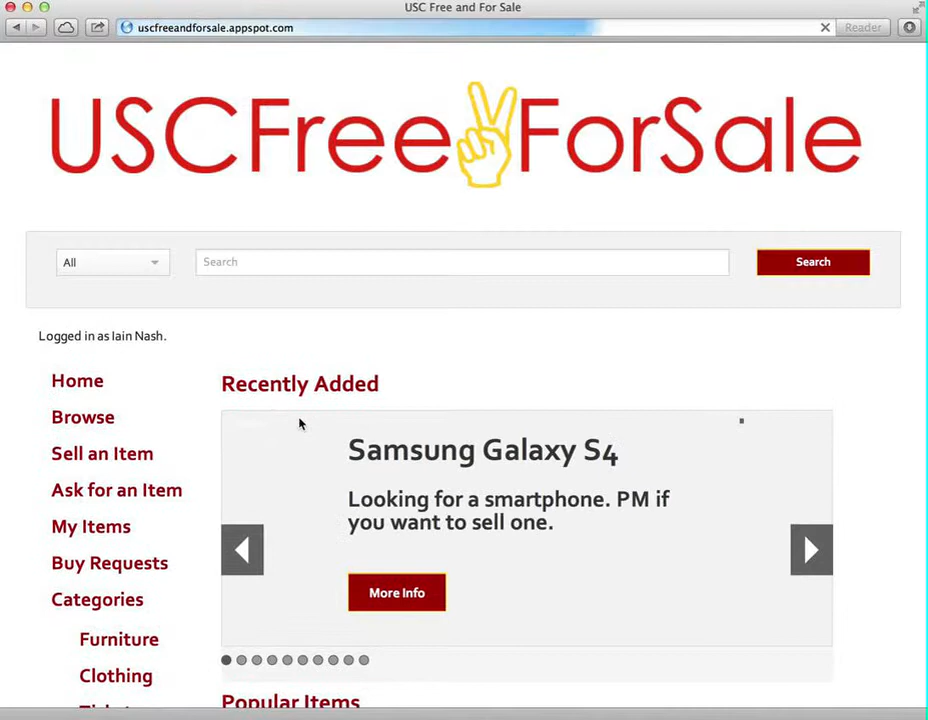 USC Free and For Sale
uscfreeandforsale.appspot.com
Reader
USCFree ForSale
All
Search
Search
Logged in as Iain Nash.
Home
Browse
Sell an Item
Ask for an Item
My Items
Buy Requests
Categories
Furniture
Clothing
Recently Added
Samsung Galaxy S4
Looking for a smartphone. PM if
you want to sell one.
More Info
Popular Items